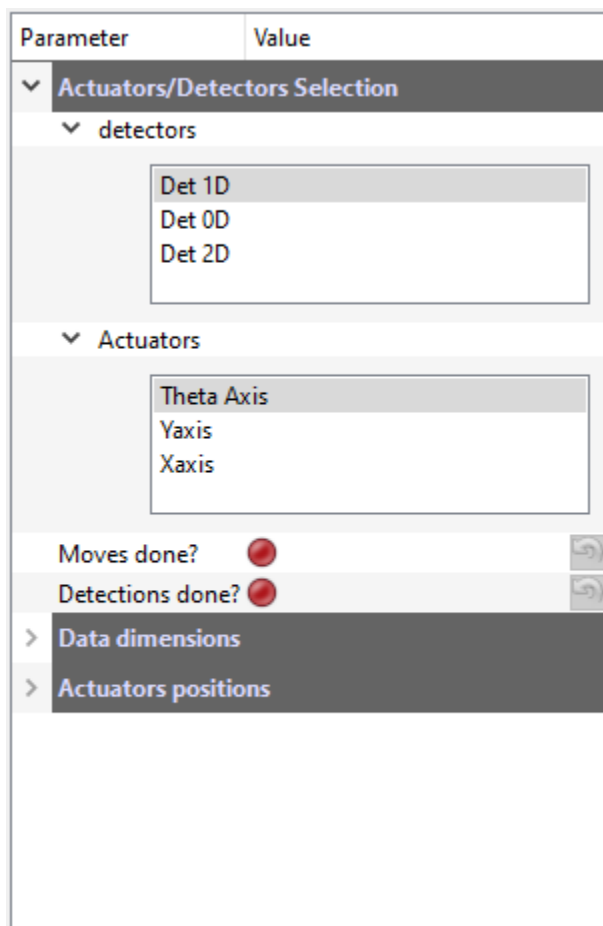 Parameter Value
Actuators/Detectors Selection
detectors
Det 1D
Det 0D
Det 2D
Actuators
Theta Axis
Yaxis
Xaxis
Moves done?
Detections done?
Data dimensions
Actuators positions